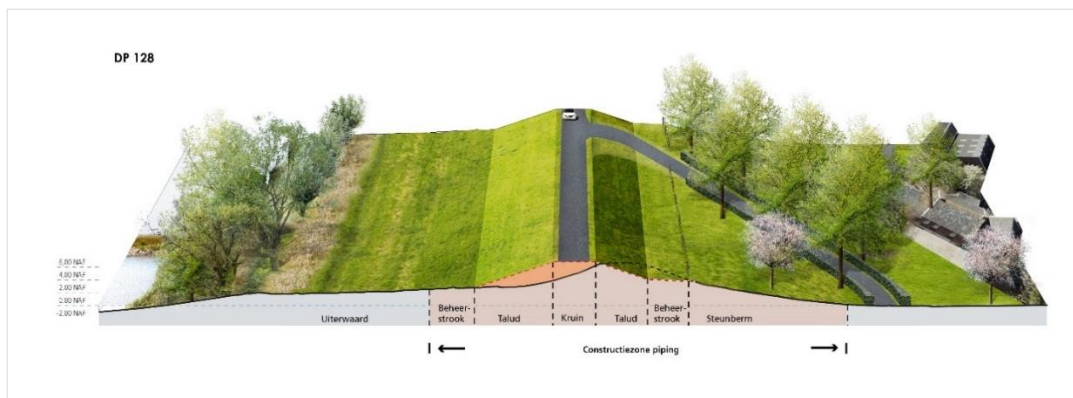 DP 128
6.00 NAP
4.00 NAP
2.00 NAP
0.00 NAP
-2.00 NAP
Uiterwaard
Beheer-
strook
Talud
Kruin
Talud
Beheer-
strook
Steunberm
Constructiezone piping